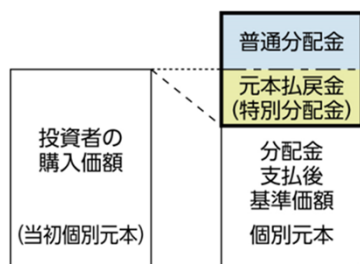 普通分配金
元本払戻金
(特別分配金)
投資者の
購入価額
(当初個別元本)
分配金
支払後
基準価額
個別元本